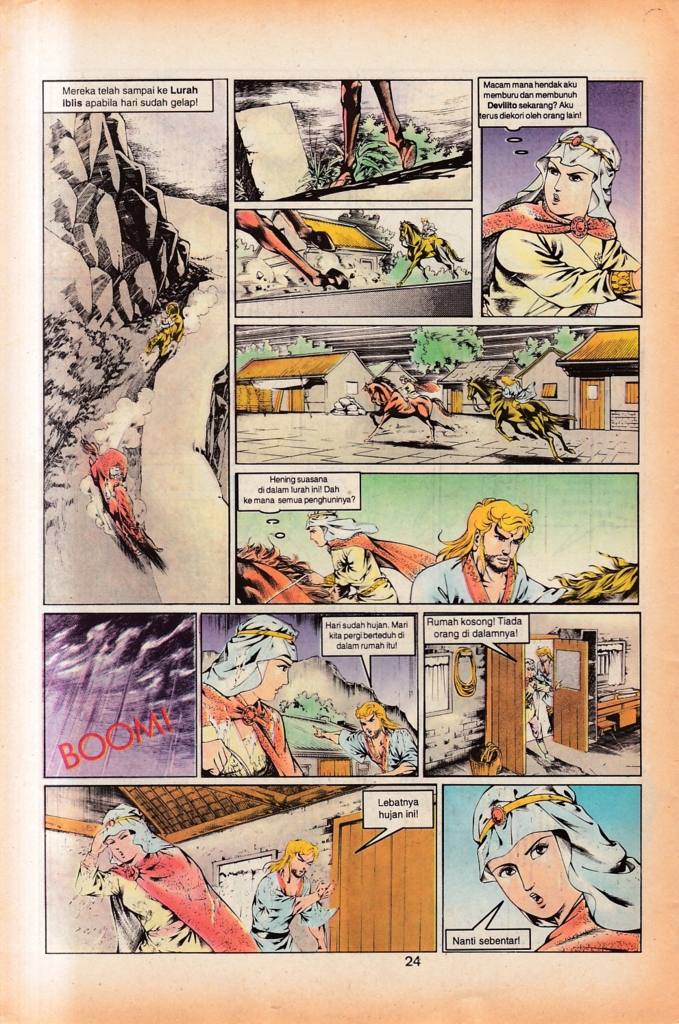 Mereka telah sampai ke Lurah
iblis apabila hari sudah gelap!
Macam mana hendak aku
memburu dan membunuh
Devilito sekarang? Aku
terus diekori oleh orang lain!
Hening suasana
di dalam lurah ini! Dah
ke mana semua penghuninya?
BOOM!
Hari sudah hujan. Mari
kita pergi berteduh di
dalam rumah itu!
Rumah kosong! Tiada
orang di dalamnya!
Lebatnya
hujan ini!
Nanti sebentar!
24